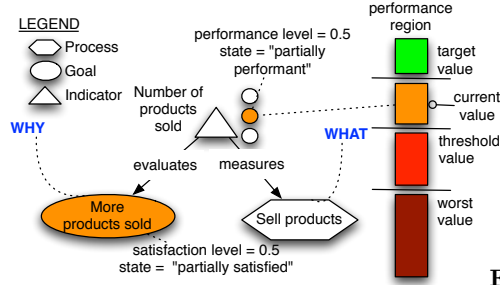 LEGEND
Process
Goal
Indicator
WHY
performance level = 0.5
state = "partially
performant"
Number of
products
sold
WHAT
evaluates
measures
More
products sold
Sell products
satisfaction level = 0.5
state =  "partially satisfied"
performance
region
target
value
current
value
threshold
value
worst
value